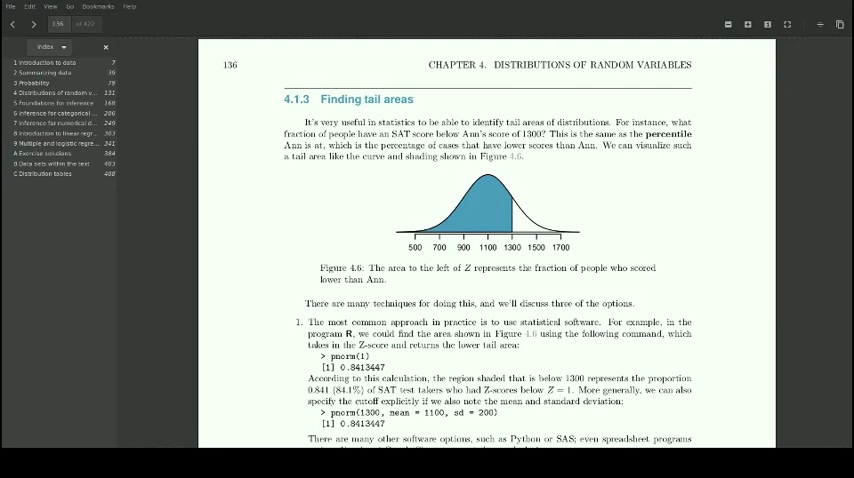 File Edit View Go Bookmarks Help
136 of 422
Index
1 Introduction to data 7
2 Summarizing data 39
3 Probability 79
4 Distributions of random v... 131
5 Foundations for inference 168
6 Inference for categorical ... 206
7 Inference for numerical d... 249
8 Introduction to linear regr... 303
9 Multiple and logistic regre... 341
A Exercise solutions 384
B Data sets within the text 403
C Distribution tables 408
136 CHAPTER 4. DISTRIBUTIONS OF RANDOM VARIABLES
4.1.3 Finding tail areas
It's very useful in statistics to be able to identify tail areas of distributions. For instance, what
fraction of people have an SAT score below Ann's score of 1300? This is the same as the percentile
Ann is at, which is the percentage of cases that have lower scores than Ann. We can visualize such
a tail area like the curve and shading shown in Figure 4.6.
500 700 900 1100 1300 1500 1700
Figure 4.6: The area to the left of Z represents the fraction of people who scored
lower than Ann.
There are many techniques for doing this, and we'll discuss three of the options.
1. The most common approach in practice is to use statistical software. For example, in the
program R, we could find the area shown in Figure 4.6 using the following command, which
takes in the Z-score and returns the lower tail area:
> pnorm(1)
[1] 0.8413447
According to this calculation, the region shaded that is below 1300 represents the proportion
0.841 (84.1%) of SAT test takers who had Z-scores below Z = 1. More generally, we can also
specify the cutoff explicitly if we also note the mean and standard deviation:
> pnorm(1300, mean = 1100, sd = 200)
[1] 0.8413447
There are many other software options, such as Python or SAS; even spreadsheet programs